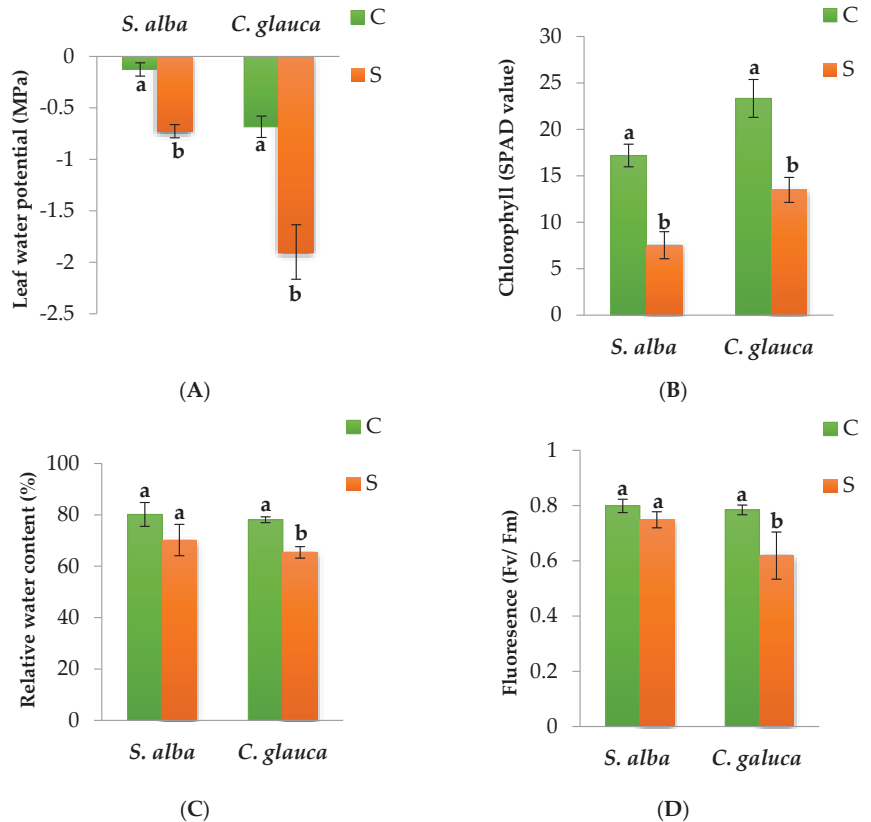 S. alba C. glauca
C
S
0
-0.5
-1
-1.5
-2
-2.5
Leaf water potential (MPa)
a
b
a
b
(A)
C
S
30
25
20
15
10
5
0
Chlorophyll (SPAD value)
a
b
a
b
S. alba C. glauca
(B)
C
S
100
80
60
40
20
0
Relative water content (%)
a
a
a
b
S. alba C. glauca
(C)
C
S
1
0.8
0.6
0.4
0.2
0
Fluoresence (Fv/ Fm)
a
a
a
b
S. alba C. galuca
(D)